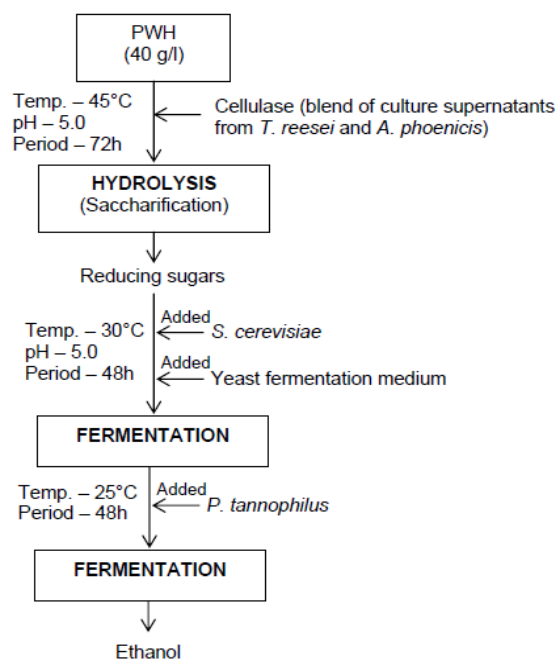 PWH
(40 g/l)
Temp. – 45°C
pH – 5.0
Period – 72h
Cellulase (blend of culture supernatants
from T. reesei and A. phoenicis)
HYDROLYSIS
(Saccharification)
Reducing sugars
Temp. – 30°C
pH – 5.0
Period – 48h
Added
S. cerevisiae
Added
Yeast fermentation medium
FERMENTATION
Temp. – 25°C
Period – 48h
Added
P. tannophilus
FERMENTATION
Ethanol